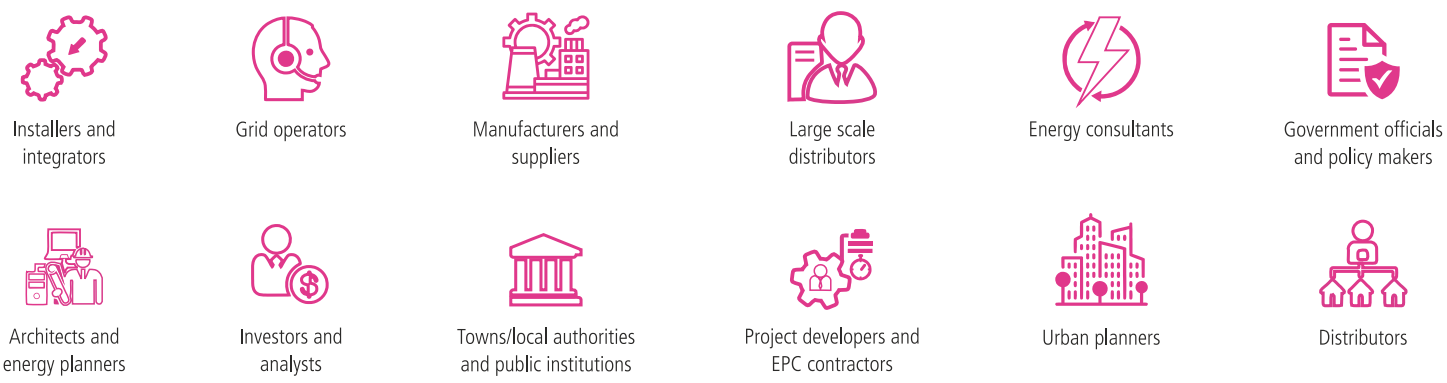 Installers and
integrators
Grid operators
Manufacturers and
suppliers
Large scale
distributors
Energy consultants
Government officials
and policy makers
Architects and
energy planners
Investors and
analysts
Towns/local authorities
and public institutions
Project developers and
EPC contractors
Urban planners
Distributors